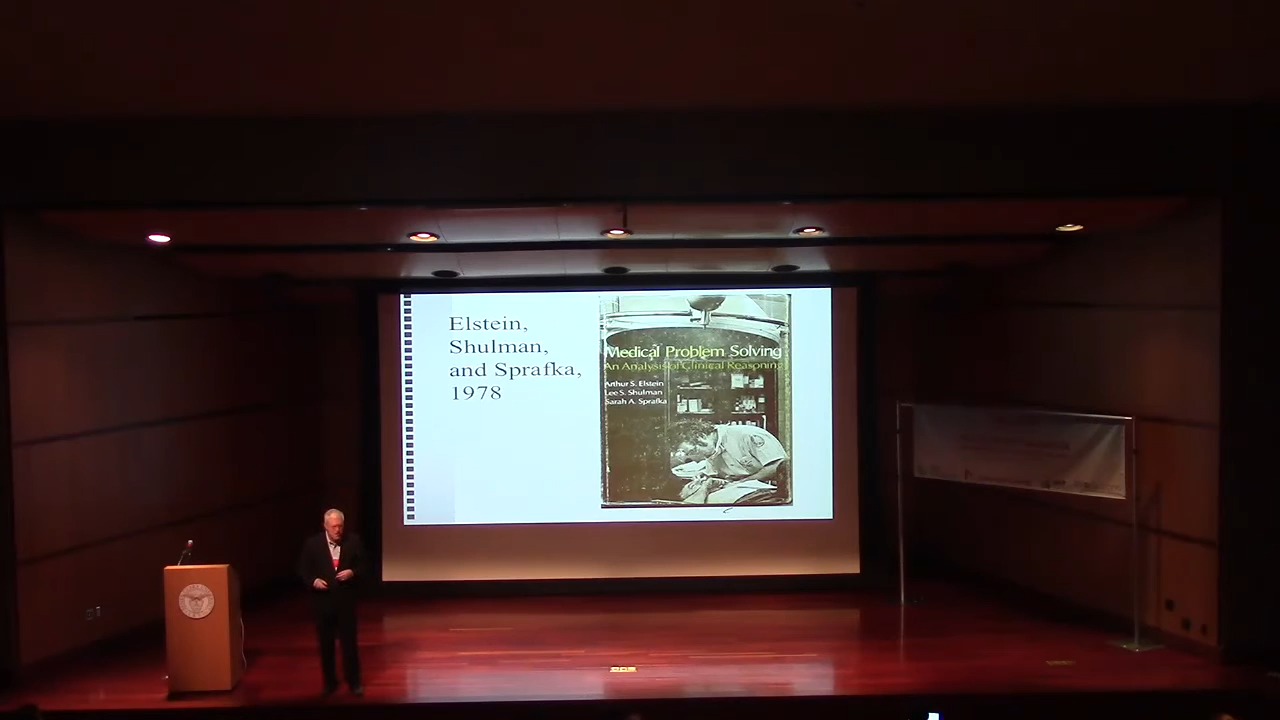 Elstein,
Shulman,
and Sprafka,
1978
Medical Problem Solving
An Analysis of Clinical Reasoning
Arthur S. Elstein
Lee S. Shulman
Sarah A. Sprafka